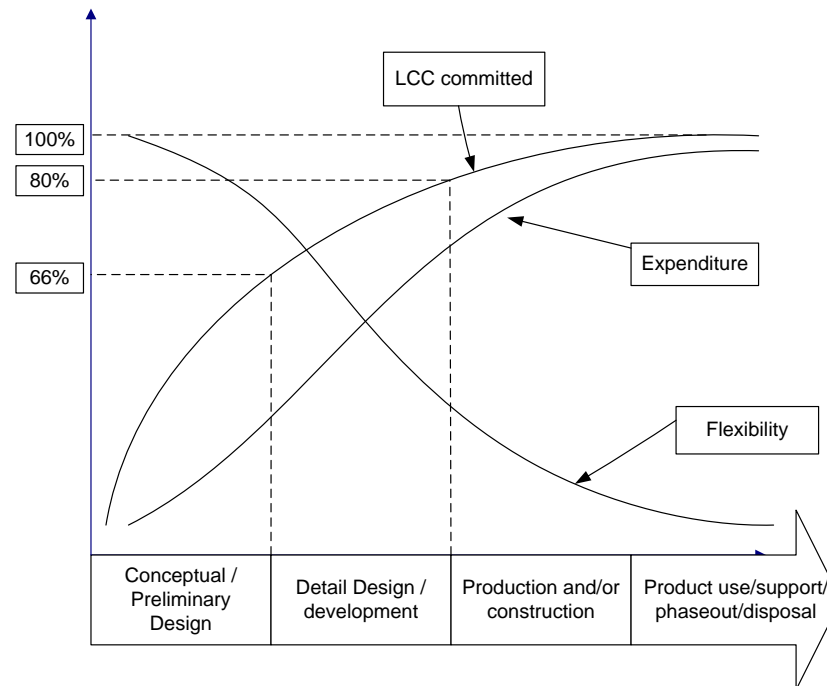 LCC committed
100%
80%
66%
Expenditure
Flexibility
Conceptual /
Preliminary
Design
Detail Design /
development
Production and/or
construction
Product use/support/
phaseout/disposal